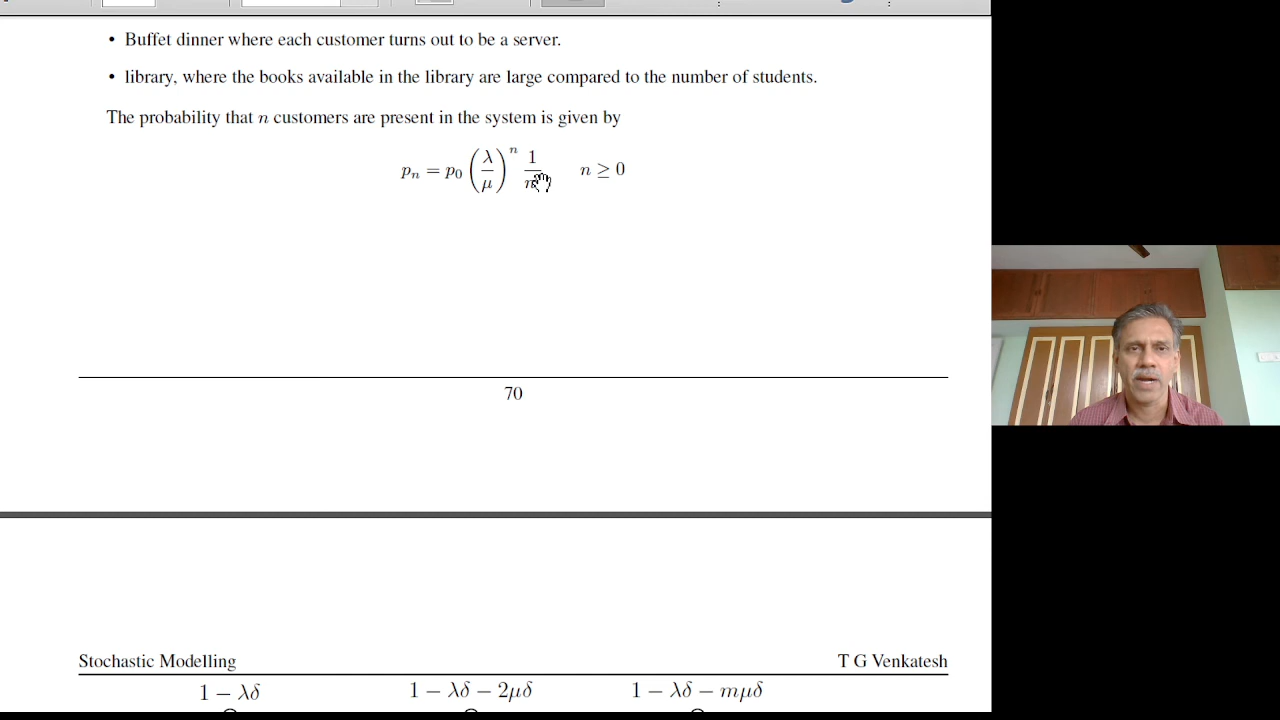 • Buffet dinner where each customer turns out to be a server.
• library, where the books available in the library are large compared to the number of students.
The probability that n customers are present in the system is given by
pₙ = p₀ (λ/μ)ⁿ 1/n n ≥ 0
70
Stochastic Modelling T G Venkatesh
1 − λδ 1 − λδ − 2μδ 1 − λδ − mμδ